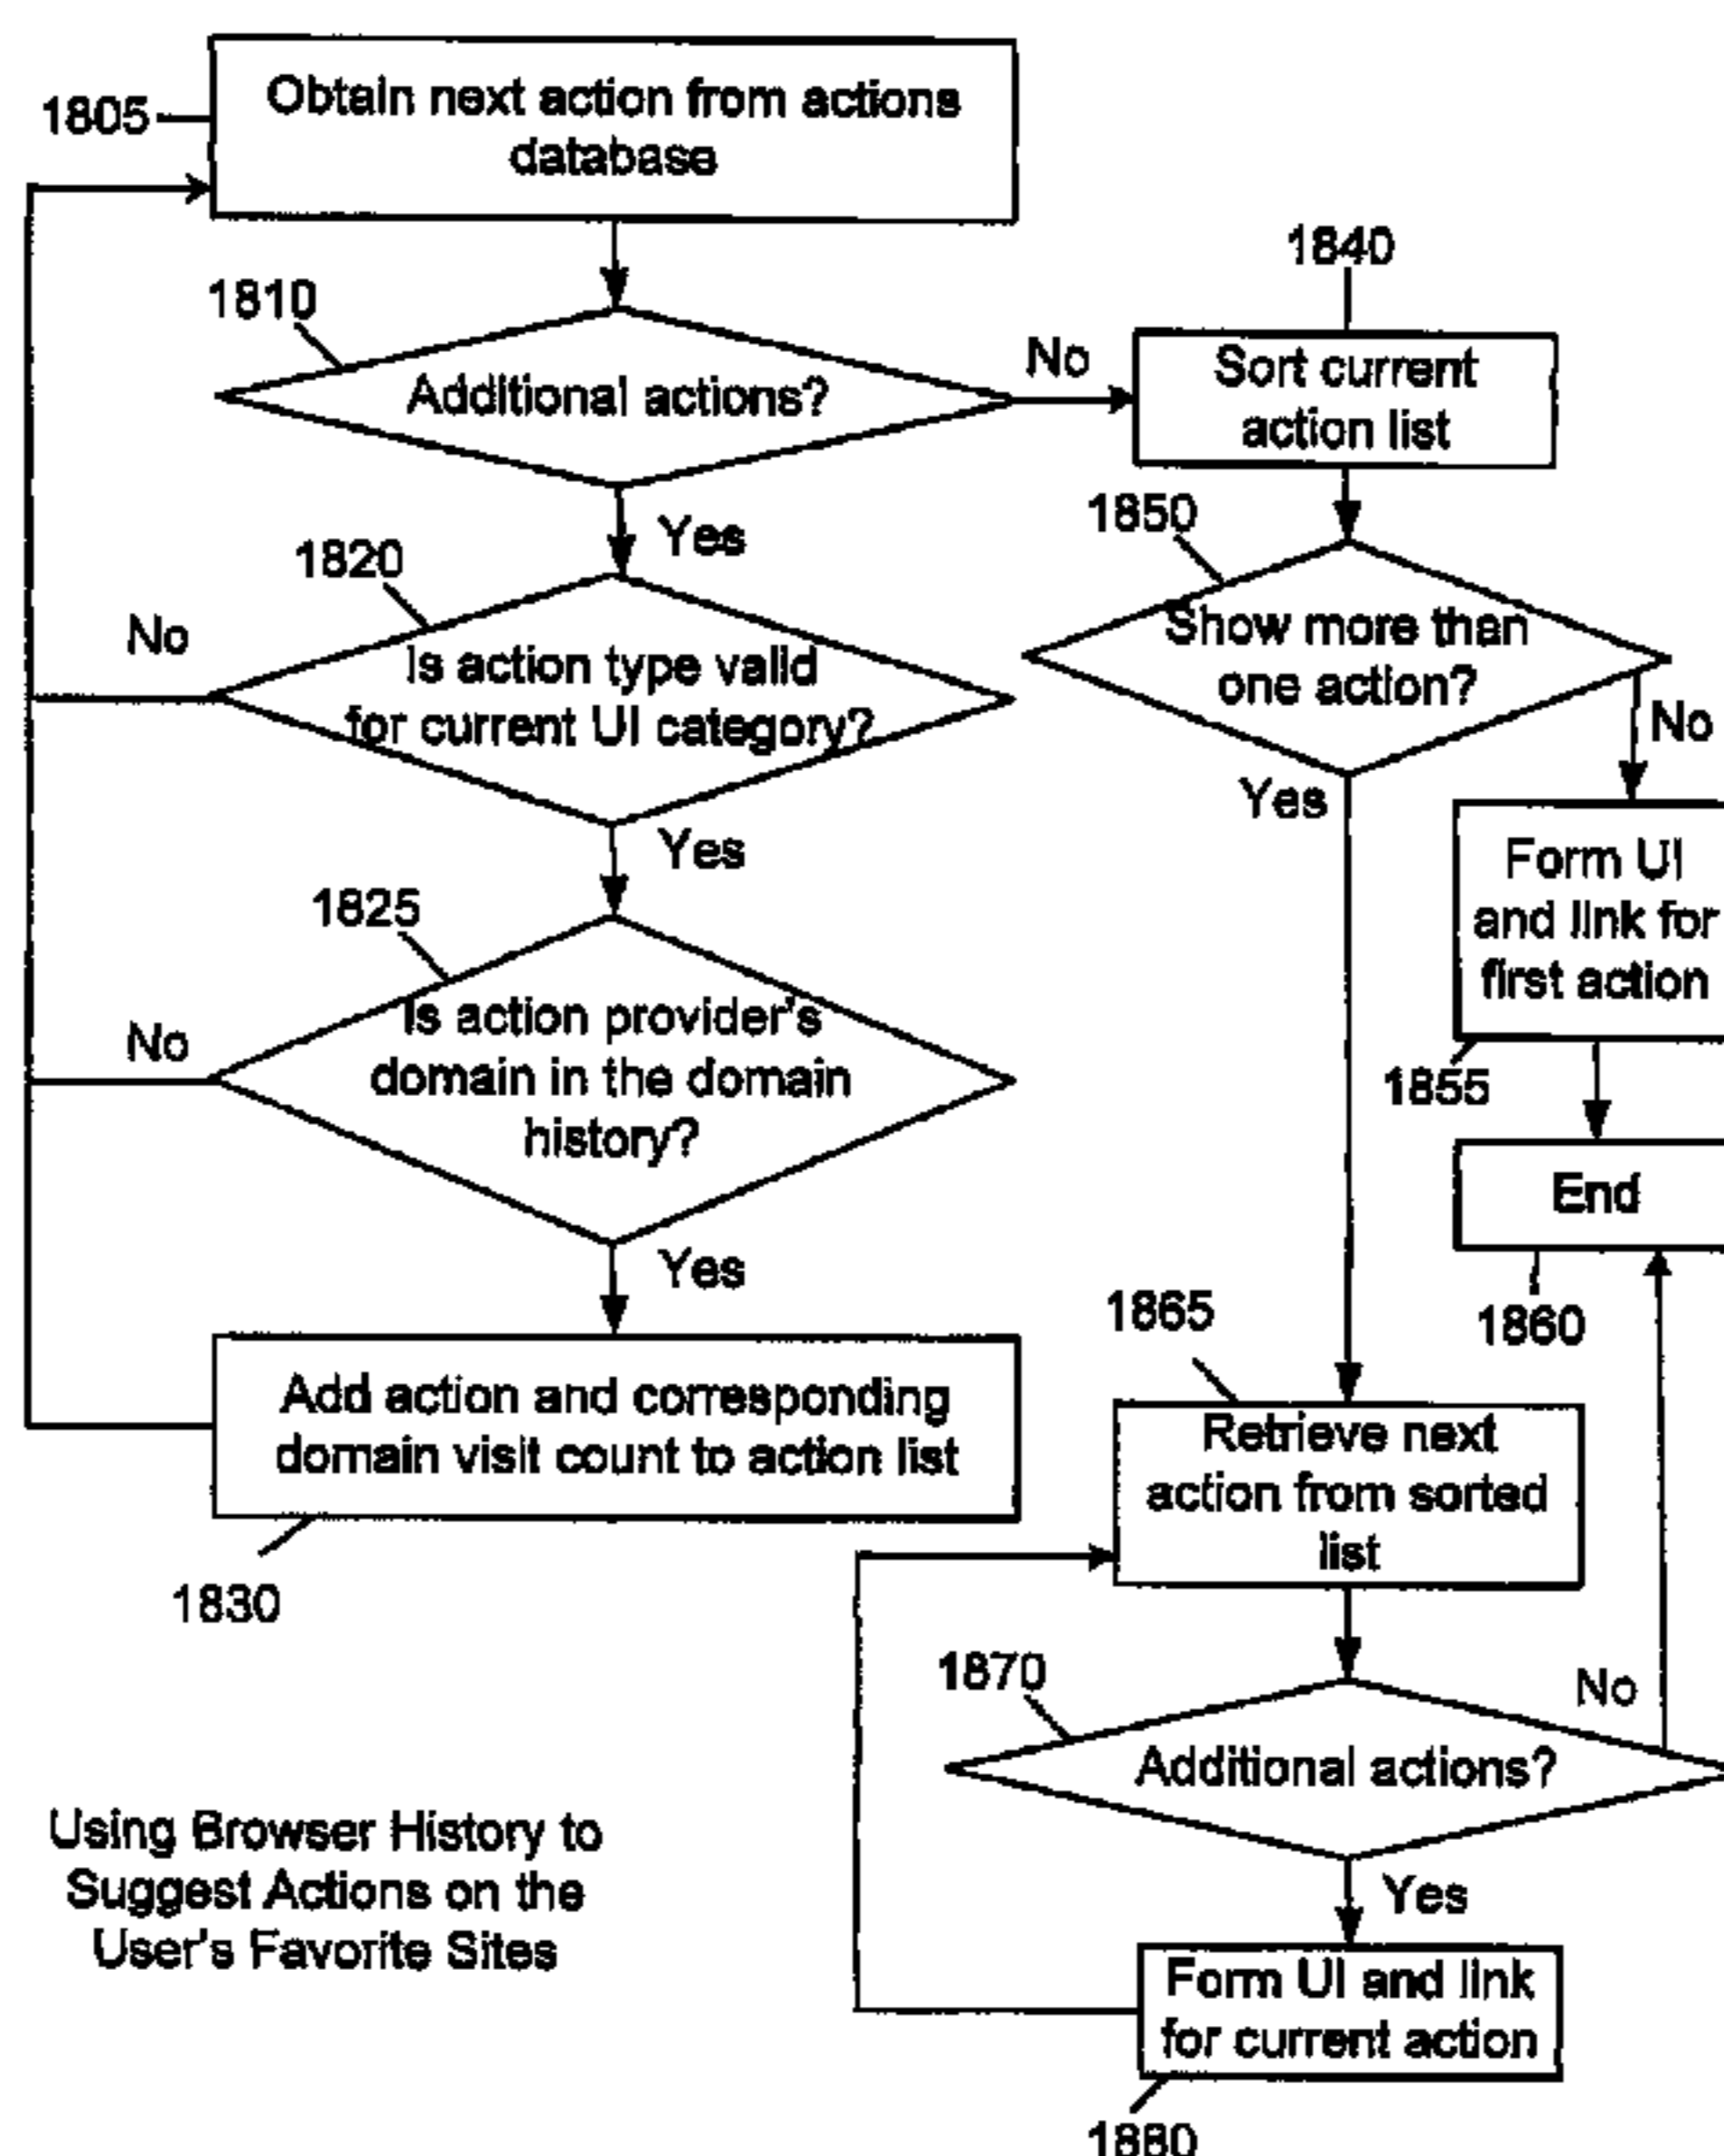 1805
Obtain next action from actions
database
1810
Additional actions?
No
Yes
1820
No
Is action type valid
for current UI category?
Yes
1825
No
Is action provider's
domain in the domain
history?
Yes
Add action and corresponding
domain visit count to action list
1830
1840
Sort current
action list
1850
Show more than
one action?
No
Yes
Form UI
and link for
first action
1855
End
1860
1865
Retrieve next
action from sorted
list
1870
No
Additional actions?
Yes
Form UI and link
for current action
1880
Using Browser History to
Suggest Actions on the
User's Favorite Sites